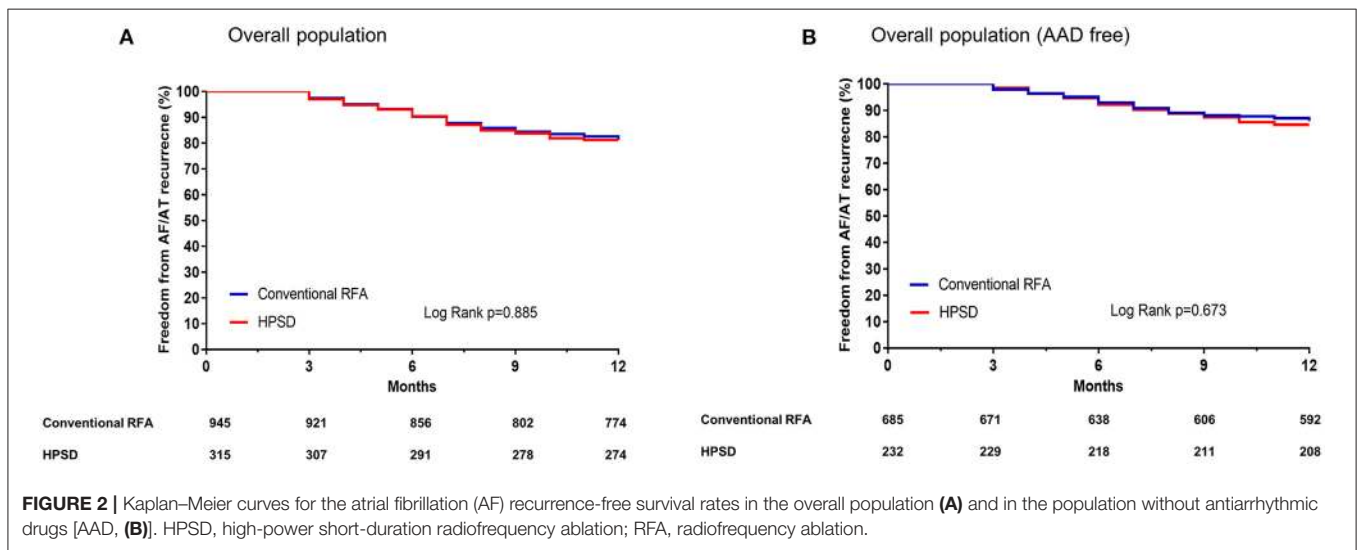 A Overall population
Freedom from AF/AT recurrecne (%)
100
90
80
70
60
50
40
30
20
10
0
Conventional RFA
HPSD
Log Rank p=0.885
0 3 6 9 12
Months
Conventional RFA 945 921 856 802 774
HPSD 315 307 291 278 274
B Overall population (AAD free)
Freedom from AF/AT recurrecne (%)
100
90
80
70
60
50
40
30
20
10
0
Conventional RFA
HPSD
Log Rank p=0.673
0 3 6 9 12
Months
Conventional RFA 685 671 638 606 592
HPSD 232 229 218 211 208
FIGURE 2 | Kaplan–Meier curves for the atrial fibrillation (AF) recurrence-free survival rates in the overall population (A) and in the population without antiarrhythmic
drugs [AAD, (B)]. HPSD, high-power short-duration radiofrequency ablation; RFA, radiofrequency ablation.